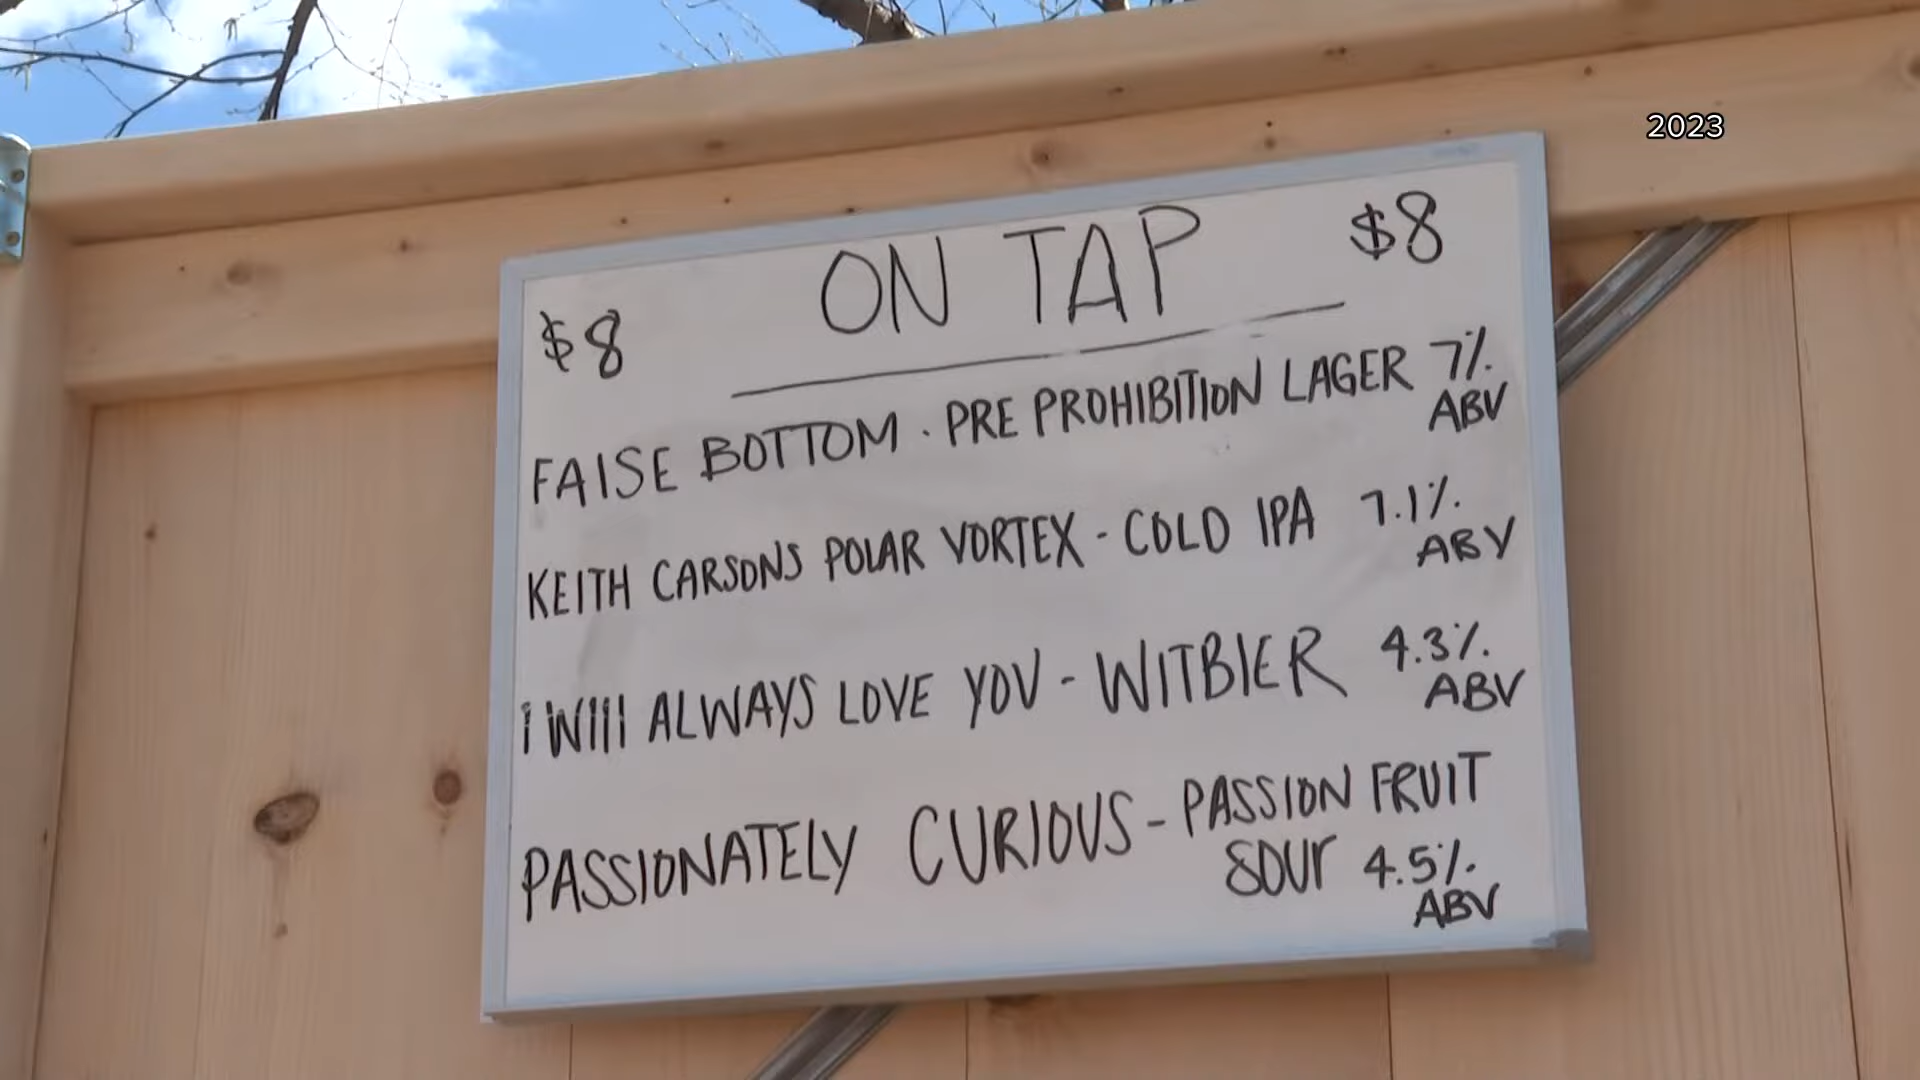 2023
ON TAP $8
$8
FAlSE BOTTOM · PRE PROHIBITION LAGER 7%
ABV
KEITH CARSONS POLAR VORTEX - COLD IPA 7.1%
ABV
i Will ALWAYS LOVE YOU - WITBIER 4.3%
ABV
PASSIONATELY CURIOUS - PASSION FRUIT
SOUr 4.5%
ABV